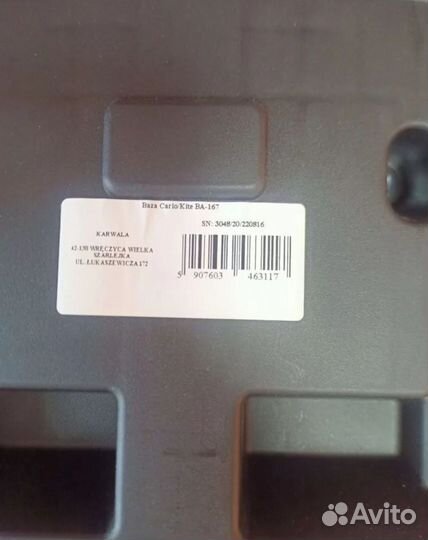 Baza Carlo/Kite BA-167
SN: 3048/20/220816
KARWALA
42-130 WRĘCZYCA WIELKA
SZARLEJKA
UL. ŁUKASZEWICZA 172
5 907603 463117
Avito